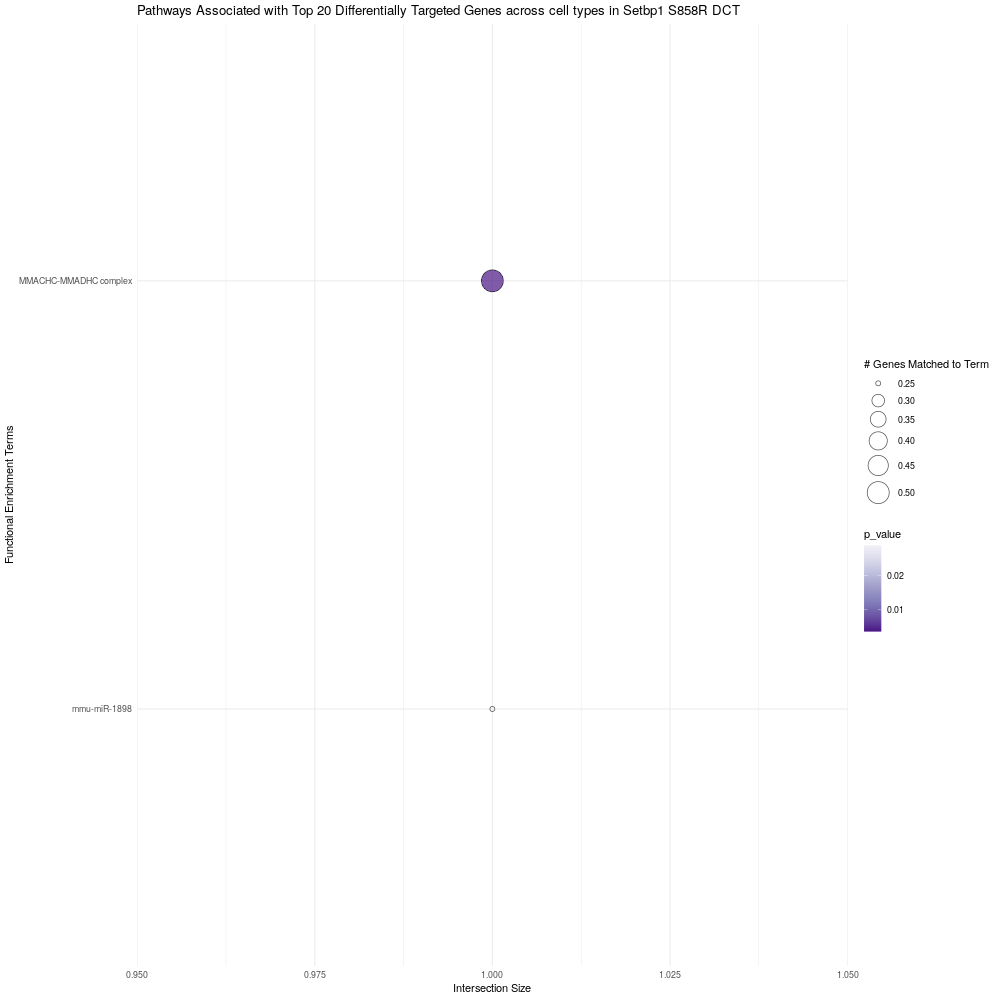 Pathways Associated with Top 20 Differentially Targeted Genes across cell types in Setbp1 S858R DCT
MMACHC-MMADHC complex
mmu-miR-1898
Functional Enrichment Terms
0.950
0.975
1.000
1.025
1.050
Intersection Size
# Genes Matched to Term
0.25
0.30
0.35
0.40
0.45
0.50
p_value
0.02
0.01